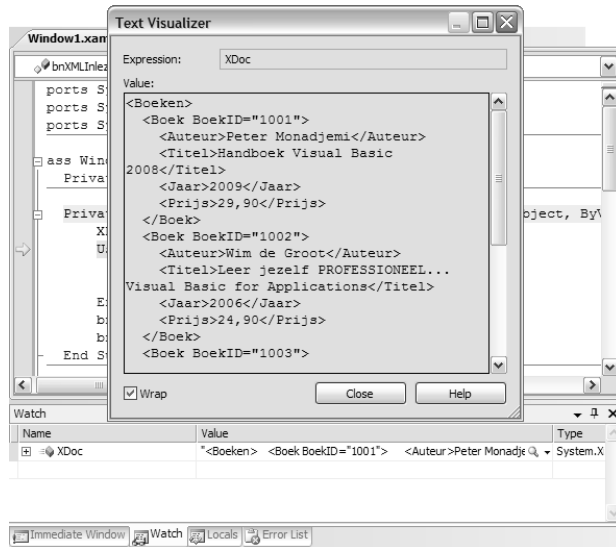 Text Visualizer
Window1.xam
Expression: XDoc
bnXMLInlez
Value:
ports S
ports S
ports S
ass Wind
Priva
Priva
oject, ByV
X
U
E
b
b
End S
<Boeken>
<Boek BoekID="1001">
<Auteur>Peter Monadjemi</Auteur>
<Titel>Handboek Visual Basic
2008</Titel>
<Jaar>2009</Jaar>
<Prijs>29,90</Prijs>
</Boek>
<Boek BoekID="1002">
<Auteur>Wim de Groot</Auteur>
<Titel>Leer jezelf PROFESSIONEEL...
Visual Basic for Applications</Titel>
<Jaar>2006</Jaar>
<Prijs>24,90</Prijs>
</Boek>
<Boek BoekID="1003">
Wrap Close Help
Watch
Name Value Type
XDoc "<Boeken> <Boek BoekID="1001"> <Auteur>Peter Monadje System.X
Immediate Window Watch Locals Error List